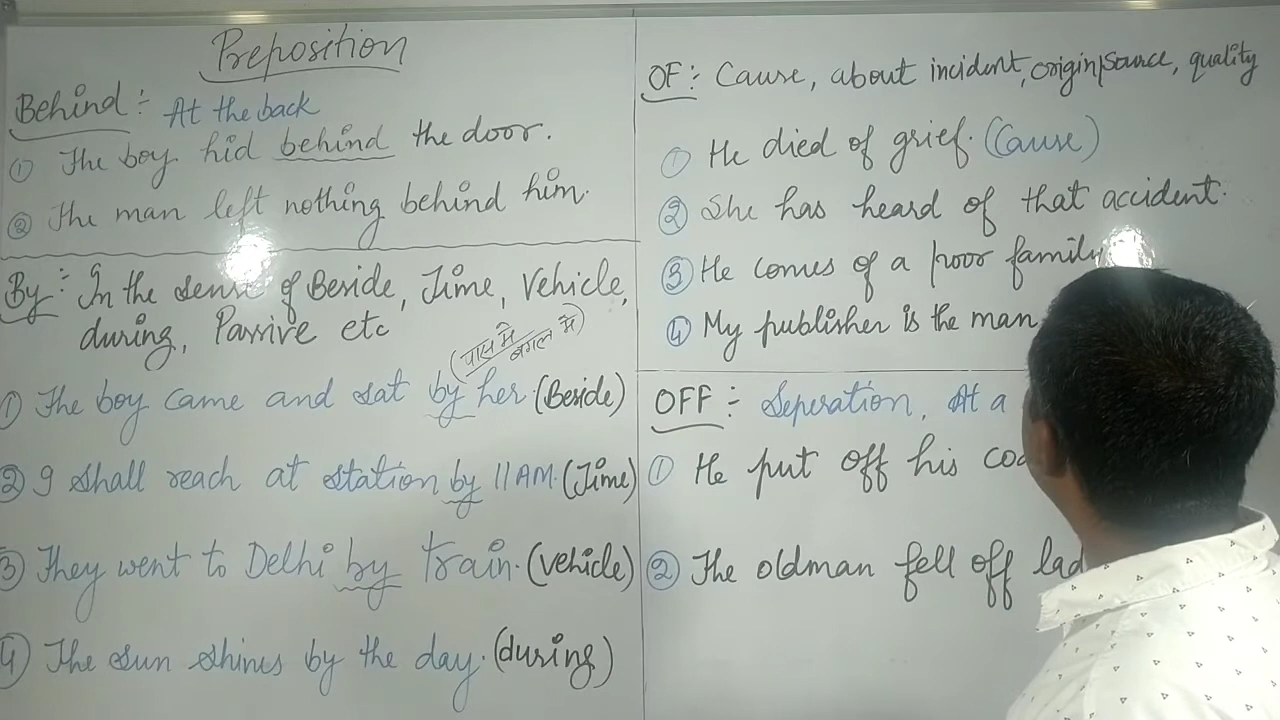 Preposition
Behind :- At the back
① The boy hid behind the door.
② The man left nothing behind him.
By :- In the sense of Beside, Time, Vehicle,
during, Passive etc
(पास में
बगल में)
① The boy came and sat by her. (Beside)
② I shall reach at station by 11 AM. (Time)
③ They went to Delhi by train. (Vehicle)
④ The sun shines by the day. (during)
OF : Cause, about incident, origin/source, quality
① He died of grief. (Cause)
② She has heard of that accident.
③ He comes of a poor family
④ My publisher is the man
OFF :- Seperation, At a
① He put off his
② The oldman fell off